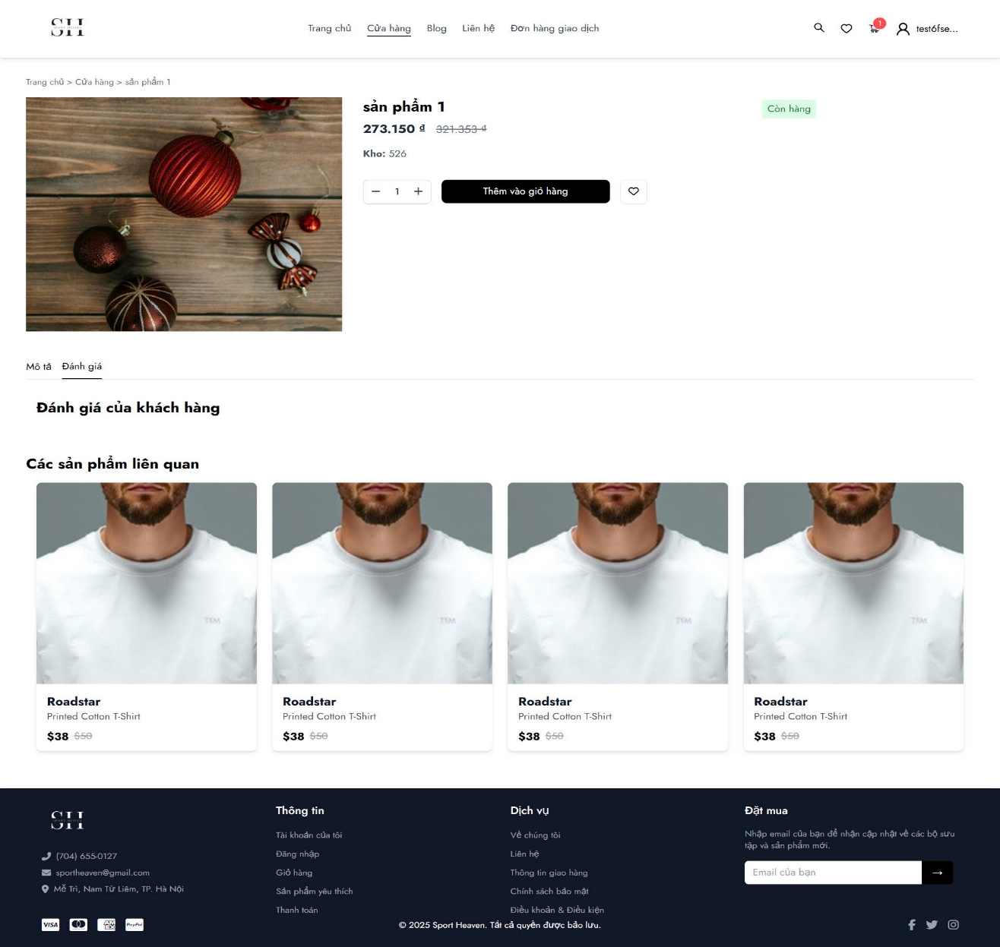 SH
SPORT HEAVEN
Trang chủ
Cửa hàng
Blog
Liên hệ
Đơn hàng giao dịch
1
test6fse...
Trang chủ > Cửa hàng > sản phẩm 1
sản phẩm 1
Còn hàng
273.150 ₫ 321.353 ₫
Kho: 526
1
Thêm vào giỏ hàng
Mô tả
Đánh giá
Đánh giá của khách hàng
Các sản phẩm liên quan
Roadstar
Printed Cotton T-Shirt
$38 $50
Roadstar
Printed Cotton T-Shirt
$38 $50
Roadstar
Printed Cotton T-Shirt
$38 $50
Roadstar
Printed Cotton T-Shirt
$38 $50
SH
SPORT HEAVEN
(704) 655-0127
sportheaven@gmail.com
Mễ Trì, Nam Từ Liêm, TP. Hà Nội
VISA
PayPal
Thông tin
Tài khoản của tôi
Đăng nhập
Giỏ hàng
Sản phẩm yêu thích
Thanh toán
Dịch vụ
Về chúng tôi
Liên hệ
Thông tin giao hàng
Chính sách bảo mật
Điều khoản & Điều kiện
Đặt mua
Nhập email của bạn để nhận cập nhật về các bộ sưu
tập và sản phẩm mới.
Email của bạn
→
© 2025 Sport Heaven. Tất cả quyền được bảo lưu.